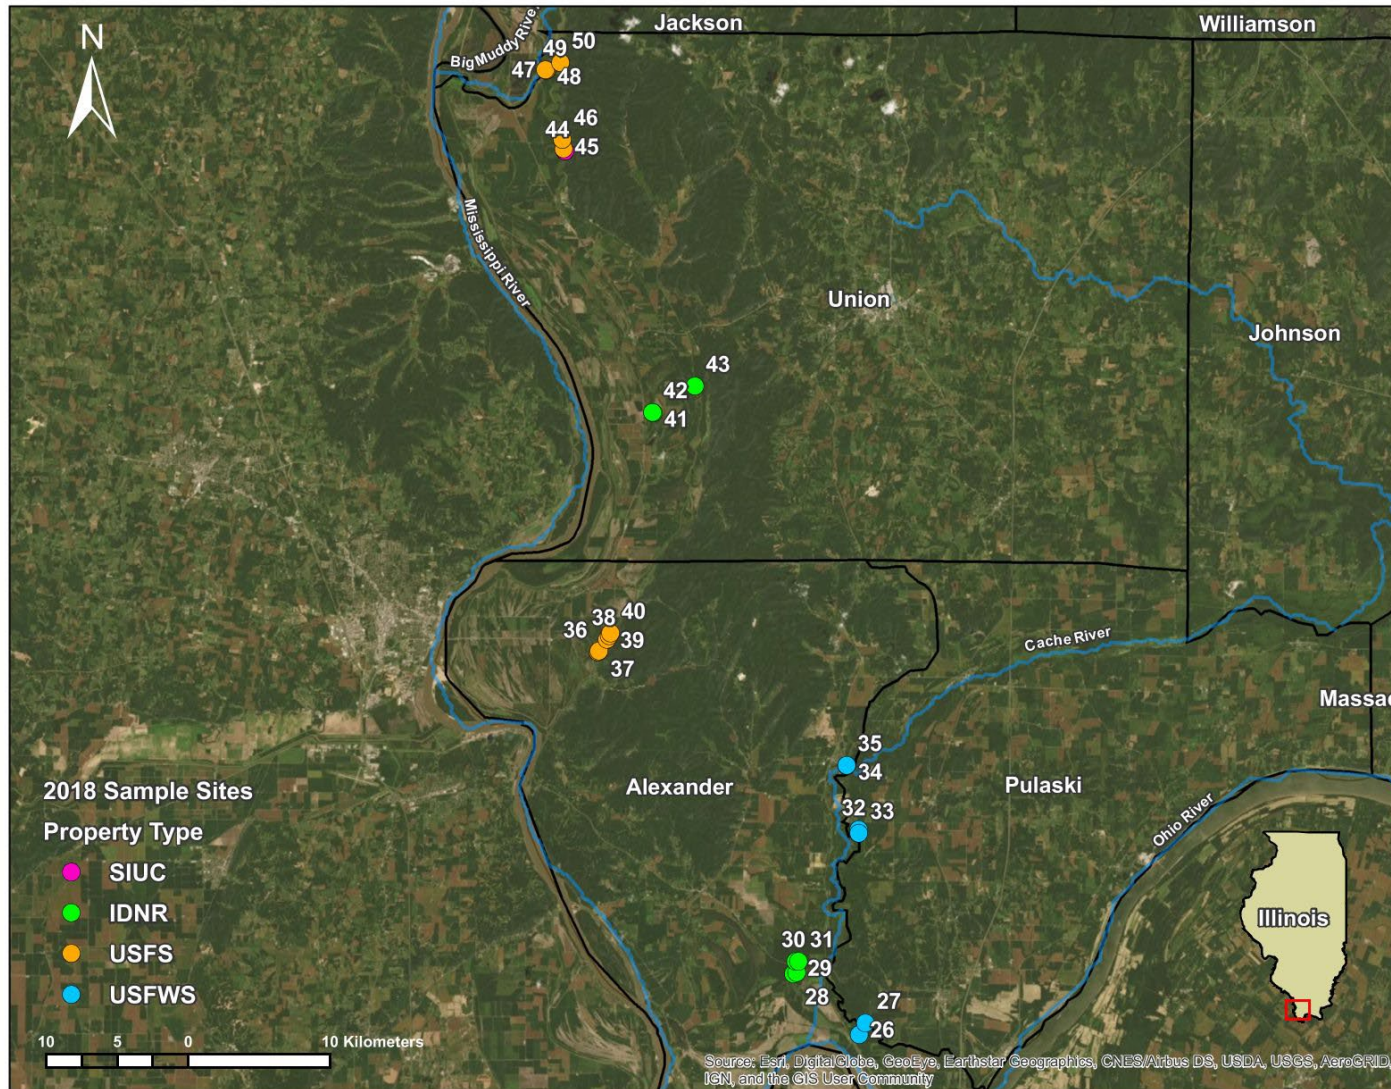 Jackson
Williamson
N
Big Muddy River
49 50
47
48
46
44
45
Mississippi River
Union
Johnson
43
42
41
38 40
36
39
37
Cache River
Massac
35
34
Alexander
Pulaski
32 33
Ohio River
2018 Sample Sites
Property Type
SIUC
IDNR
USFS
USFWS
30 31
29
28
27
26
Illinois
10 5 0 10 Kilometers
Source: Esri, DigitalGlobe, GeoEye, Earthstar Geographics, CNES/Airbus DS, USDA, USGS, AeroGRID,
IGN, and the GIS User Community